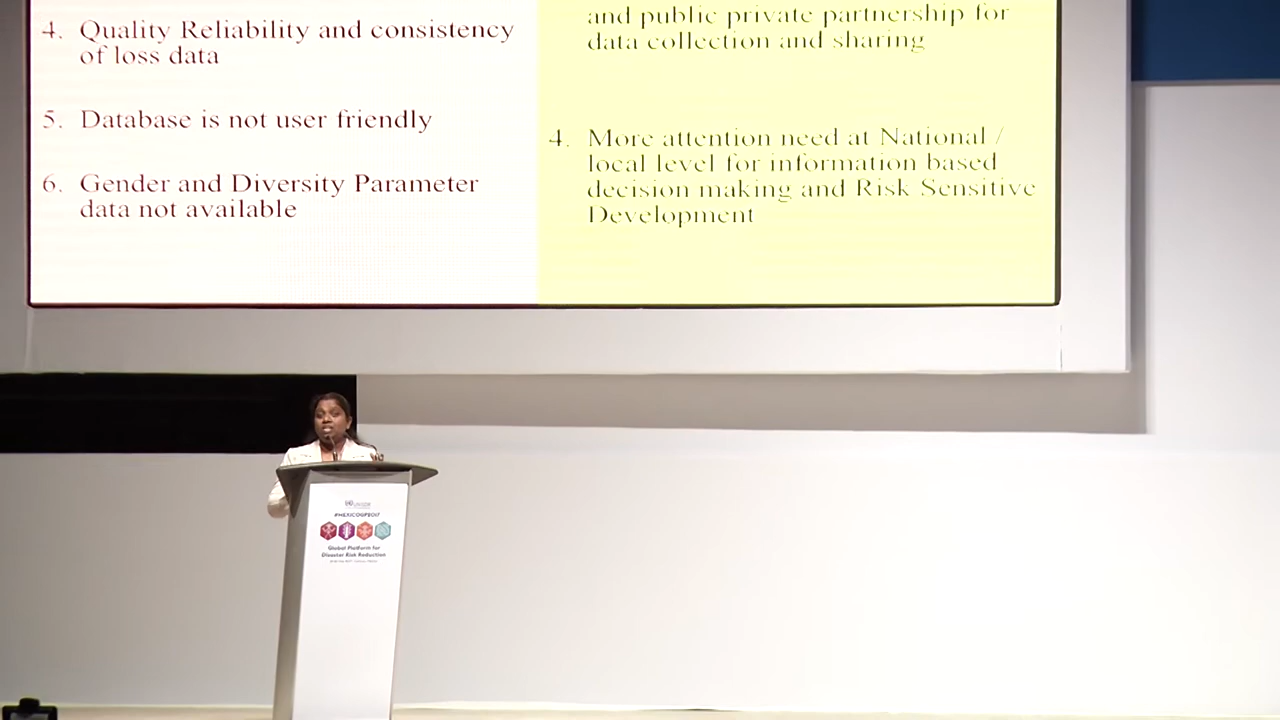 4. Quality Reliability and consistency
of loss data
5. Database is not user friendly
6. Gender and Diversity Parameter
data not available
and public private partnership for
data collection and sharing
4. More attention need at National /
local level for information based
decision making and Risk Sensitive
Development
UNISDR
#MEXICOGP2017
Global Platform for
Disaster Risk Reduction